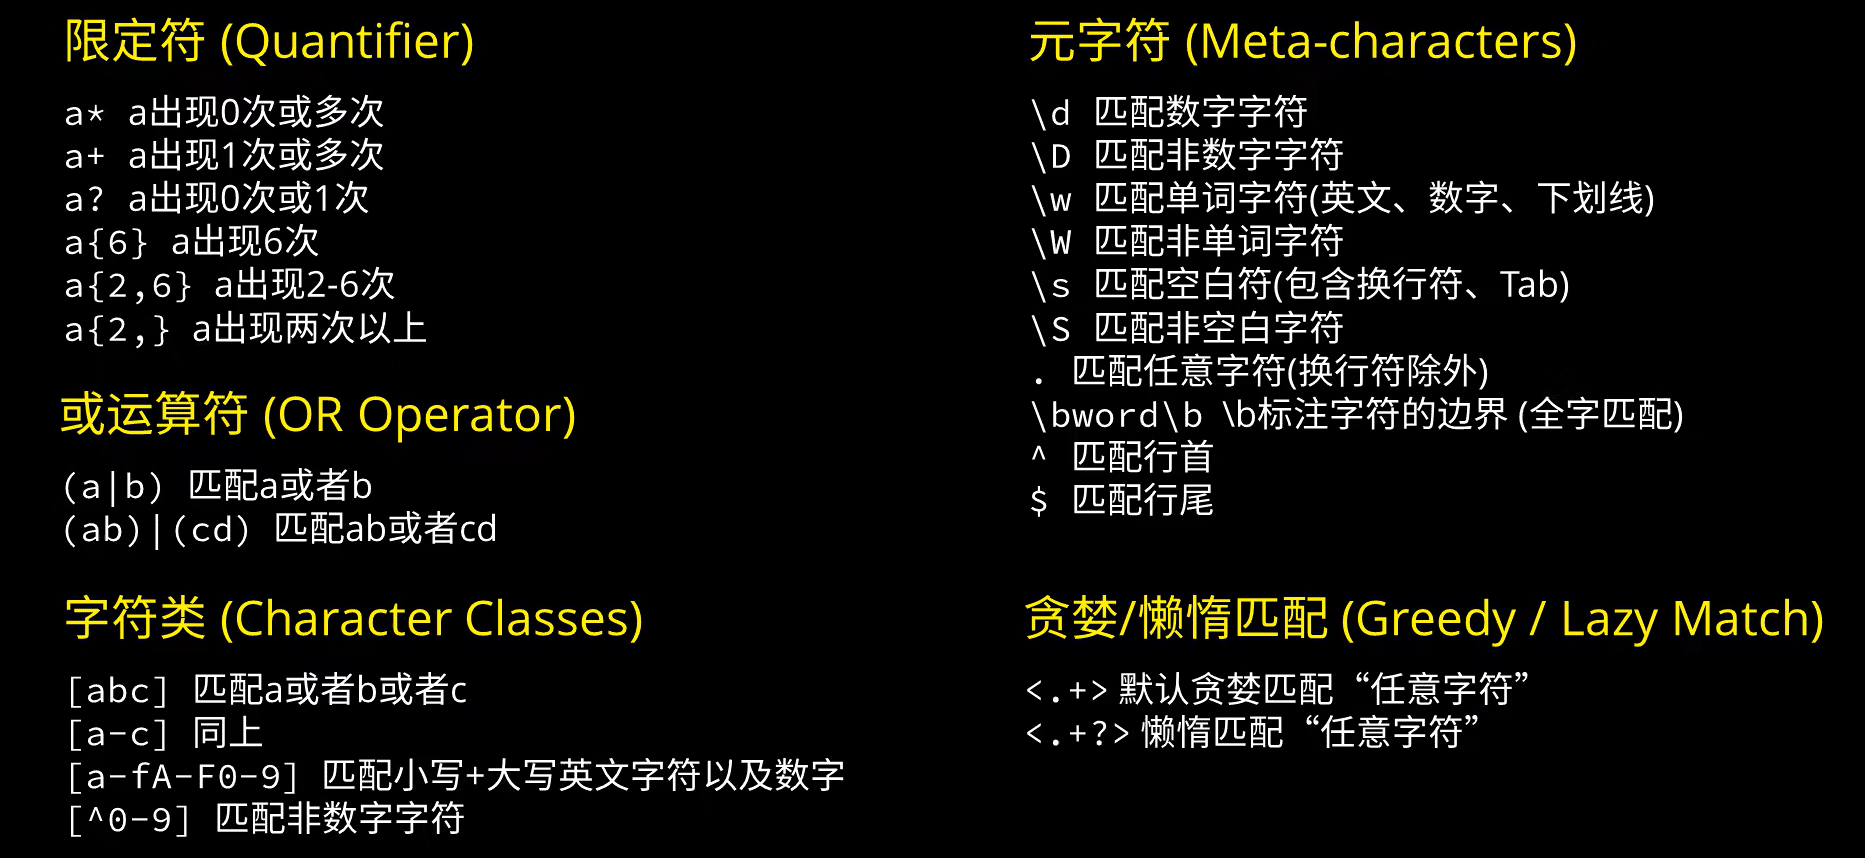 限定符 (Quantifier)
a* a出现0次或多次
a+ a出现1次或多次
a? a出现0次或1次
a{6} a出现6次
a{2,6} a出现2-6次
a{2,} a出现两次以上
或运算符 (OR Operator)
(a|b) 匹配a或者b
(ab)|(cd) 匹配ab或者cd
字符类 (Character Classes)
[abc] 匹配a或者b或者c
[a-c] 同上
[a-fA-F0-9] 匹配小写+大写英文字符以及数字
[^0-9] 匹配非数字字符
元字符 (Meta-characters)
\d 匹配数字字符
\D 匹配非数字字符
\w 匹配单词字符(英文、数字、下划线)
\W 匹配非单词字符
\s 匹配空白符(包含换行符、Tab)
\S 匹配非空白字符
. 匹配任意字符(换行符除外)
\bword\b \b标注字符的边界 (全字匹配)
^ 匹配行首
$ 匹配行尾
贪婪/懒惰匹配 (Greedy / Lazy Match)
<.+> 默认贪婪匹配“任意字符”
<.+?> 懒惰匹配“任意字符”